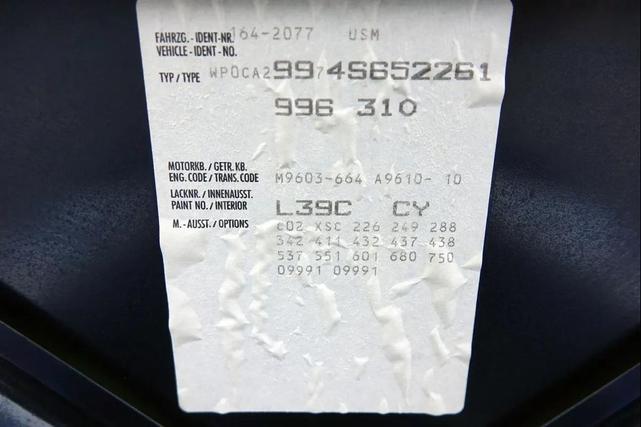 FAHRZG. - IDENT-NR. 164-2077 USM
VEHICLE - IDENT - NO.
TYP / TYPE WP0CA29974S652261
996 310
MOTORKB. / GETR. KB.
ENG. CODE / TRANS. CODE M9603-664 A9610- 10
LACKNR. / INNENAUSST.
PAINT NO. / INTERIOR L39C CY
M. - AUSST. / OPTIONS C02 XSC 226 249 288
342 411 432 437 438
537 551 601 680 750
09991 09991